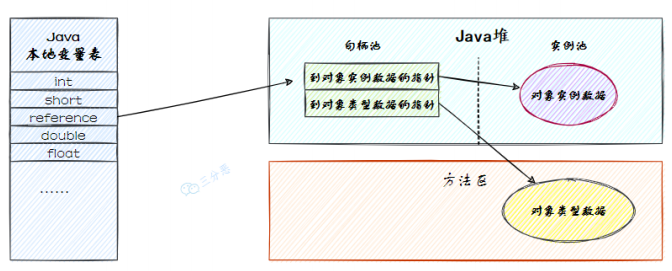 Java
本地变量表
int
short
reference
double
float
......
Java堆
句柄池
实例池
到对象实例数据的指针
到对象类型数据的指针
对象实例数据
方法区
对象类型数据
三分恶